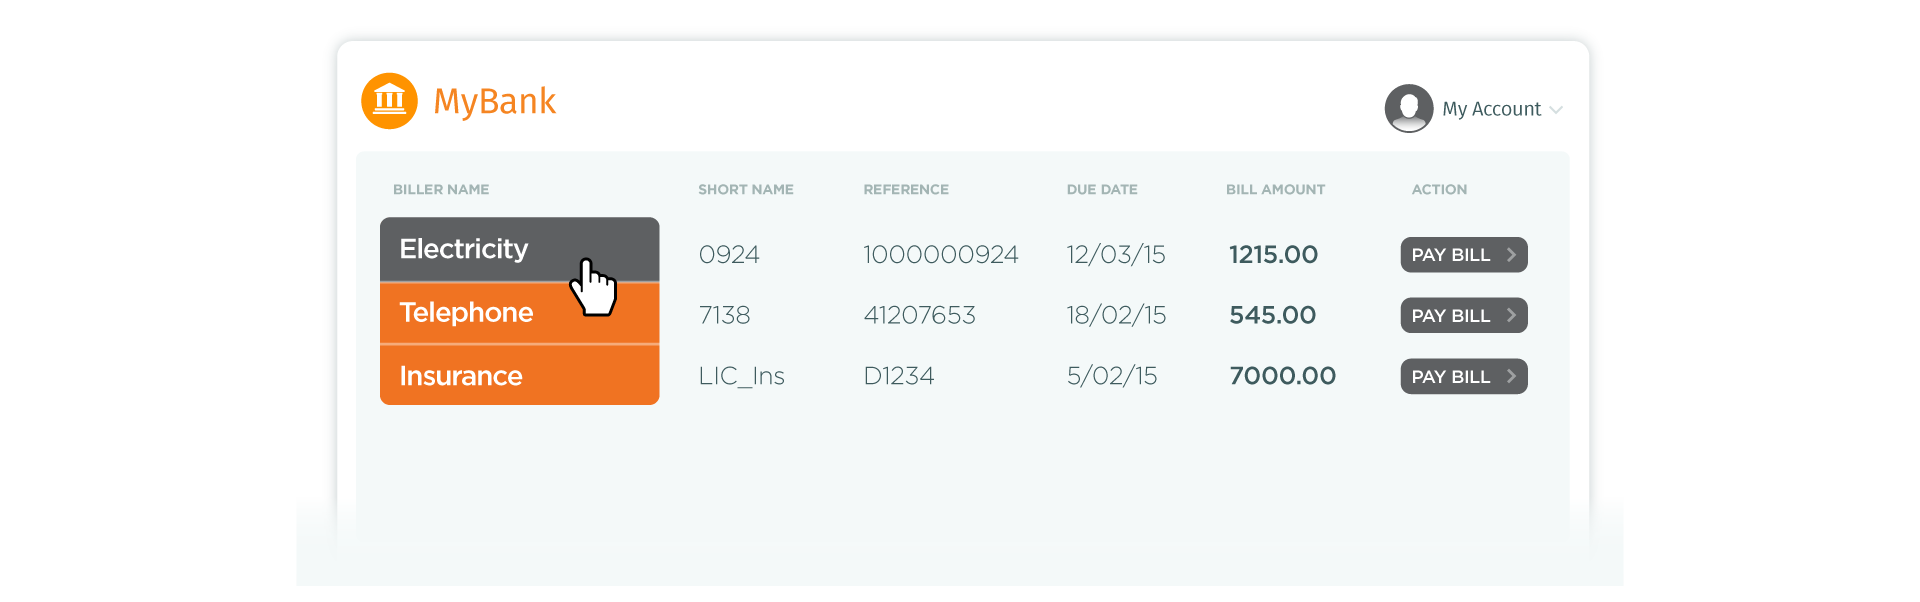 MyBank
My Account
BILLER NAME SHORT NAME REFERENCE DUE DATE BILL AMOUNT ACTION
Electricity 0924 1000000924 12/03/15 1215.00 PAY BILL
Telephone 7138 41207653 18/02/15 545.00 PAY BILL
Insurance LIC_Ins D1234 5/02/15 7000.00 PAY BILL